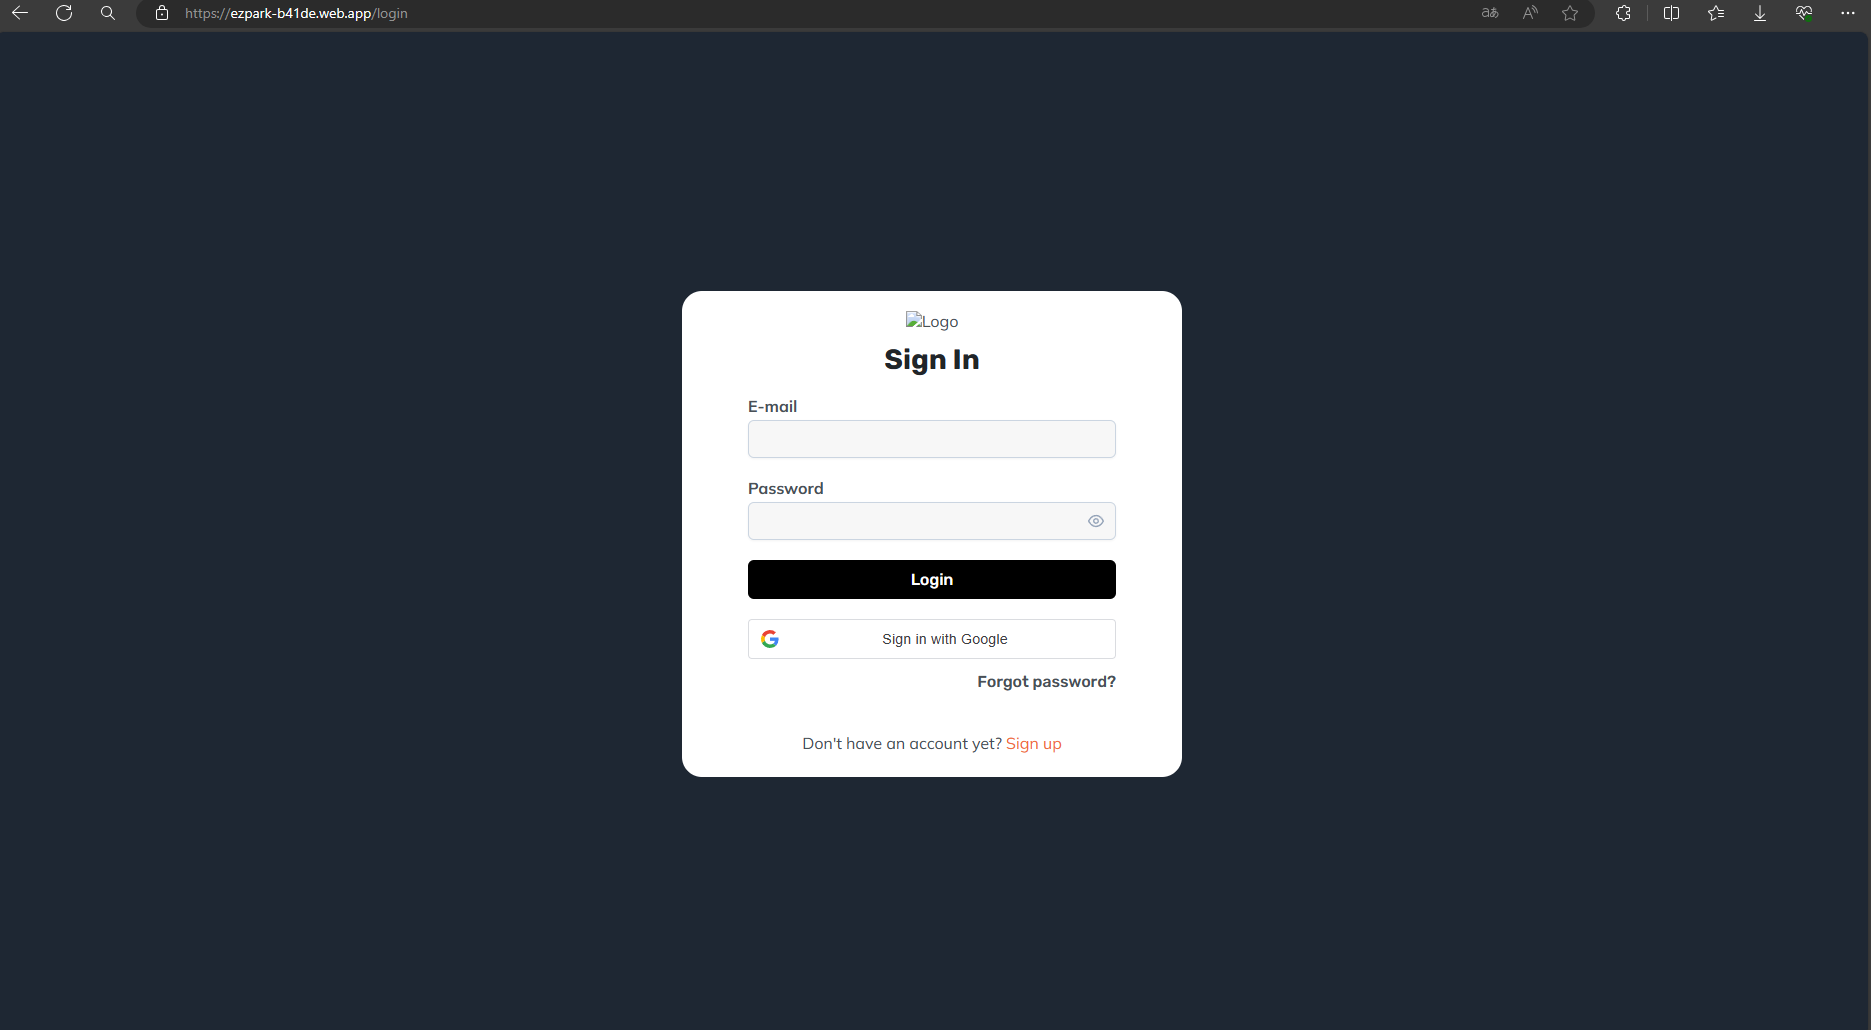 https://ezpark-b41de.web.app/login
Logo
Sign In
E-mail
Password
Login
Sign in with Google
Forgot password?
Don't have an account yet? Sign up